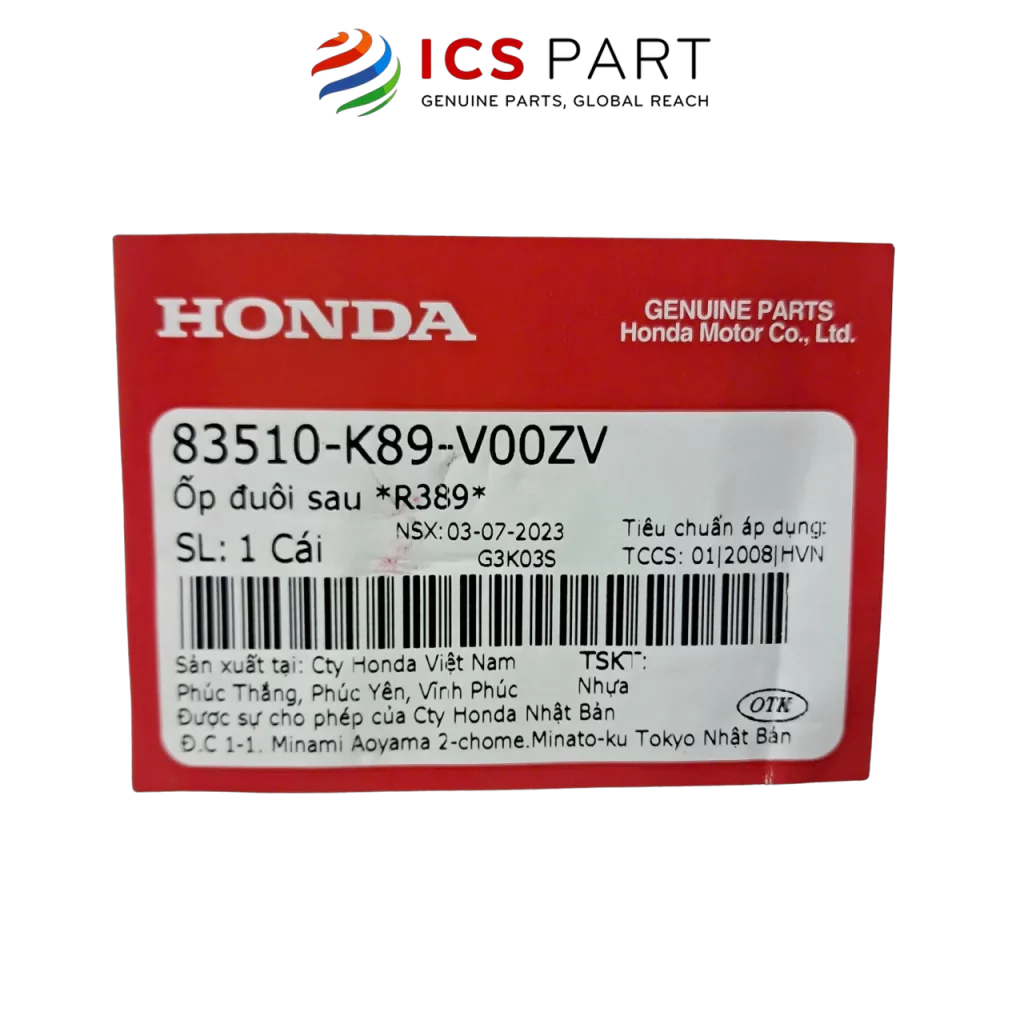 ICS PART
GENUINE PARTS, GLOBAL REACH
HONDA
GENUINE PARTS
Honda Motor Co., Ltd.
83510-K89-V00ZV
Ốp đuôi sau *R389*
SL: 1 Cái
NSX: 03-07-2023
G3K03S
Tiêu chuẩn áp dụng:
TCCS: 01|2008|HVN
Sản xuất tại: Cty Honda Việt Nam
Phúc Thắng, Phúc Yên, Vĩnh Phúc
TSKT:
Nhựa
Được sự cho phép của Cty Honda Nhật Bản
Đ.C 1-1. Minami Aoyama 2-chome.Minato-ku Tokyo Nhật Bản
OTK